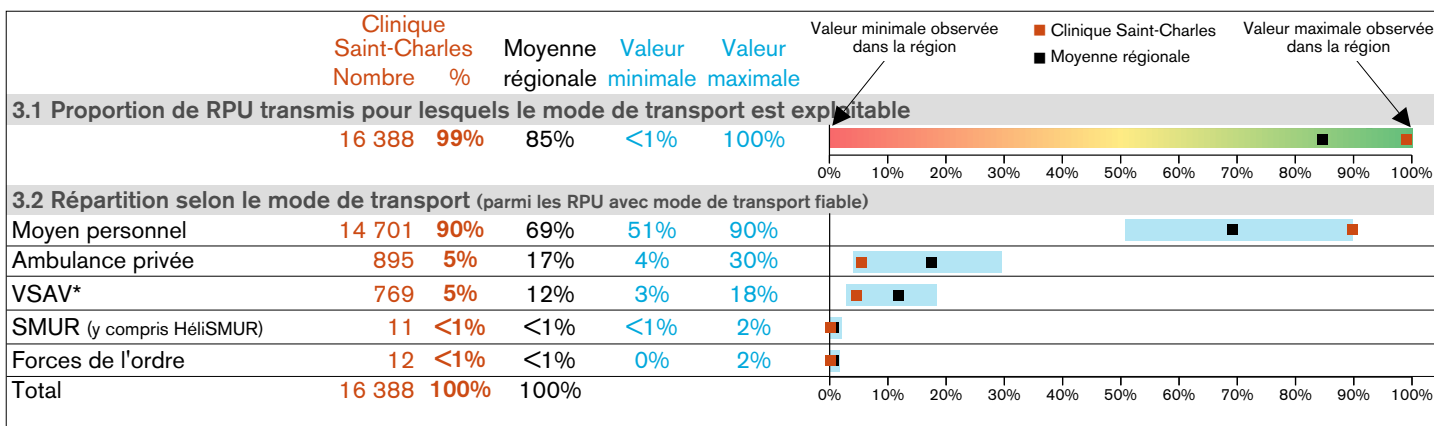 Clinique
Saint-Charles Moyenne Valeur Valeur
Nombre % régionale minimale maximale
Valeur minimale observée
dans la région
Clinique Saint-Charles
Moyenne régionale
Valeur maximale observée
dans la région
3.1 Proportion de RPU transmis pour lesquels le mode de transport est exploitable
16 388 99% 85% <1% 100%
0% 10% 20% 30% 40% 50% 60% 70% 80% 90% 100%
3.2 Répartition selon le mode de transport (parmi les RPU avec mode de transport fiable)
Moyen personnel 14 701 90% 69% 51% 90%
Ambulance privée 895 5% 17% 4% 30%
VSAV* 769 5% 12% 3% 18%
SMUR (y compris HéliSMUR) 11 <1% <1% <1% 2%
Forces de l'ordre 12 <1% <1% 0% 2%
Total 16 388 100% 100%
0% 10% 20% 30% 40% 50% 60% 70% 80% 90% 100%